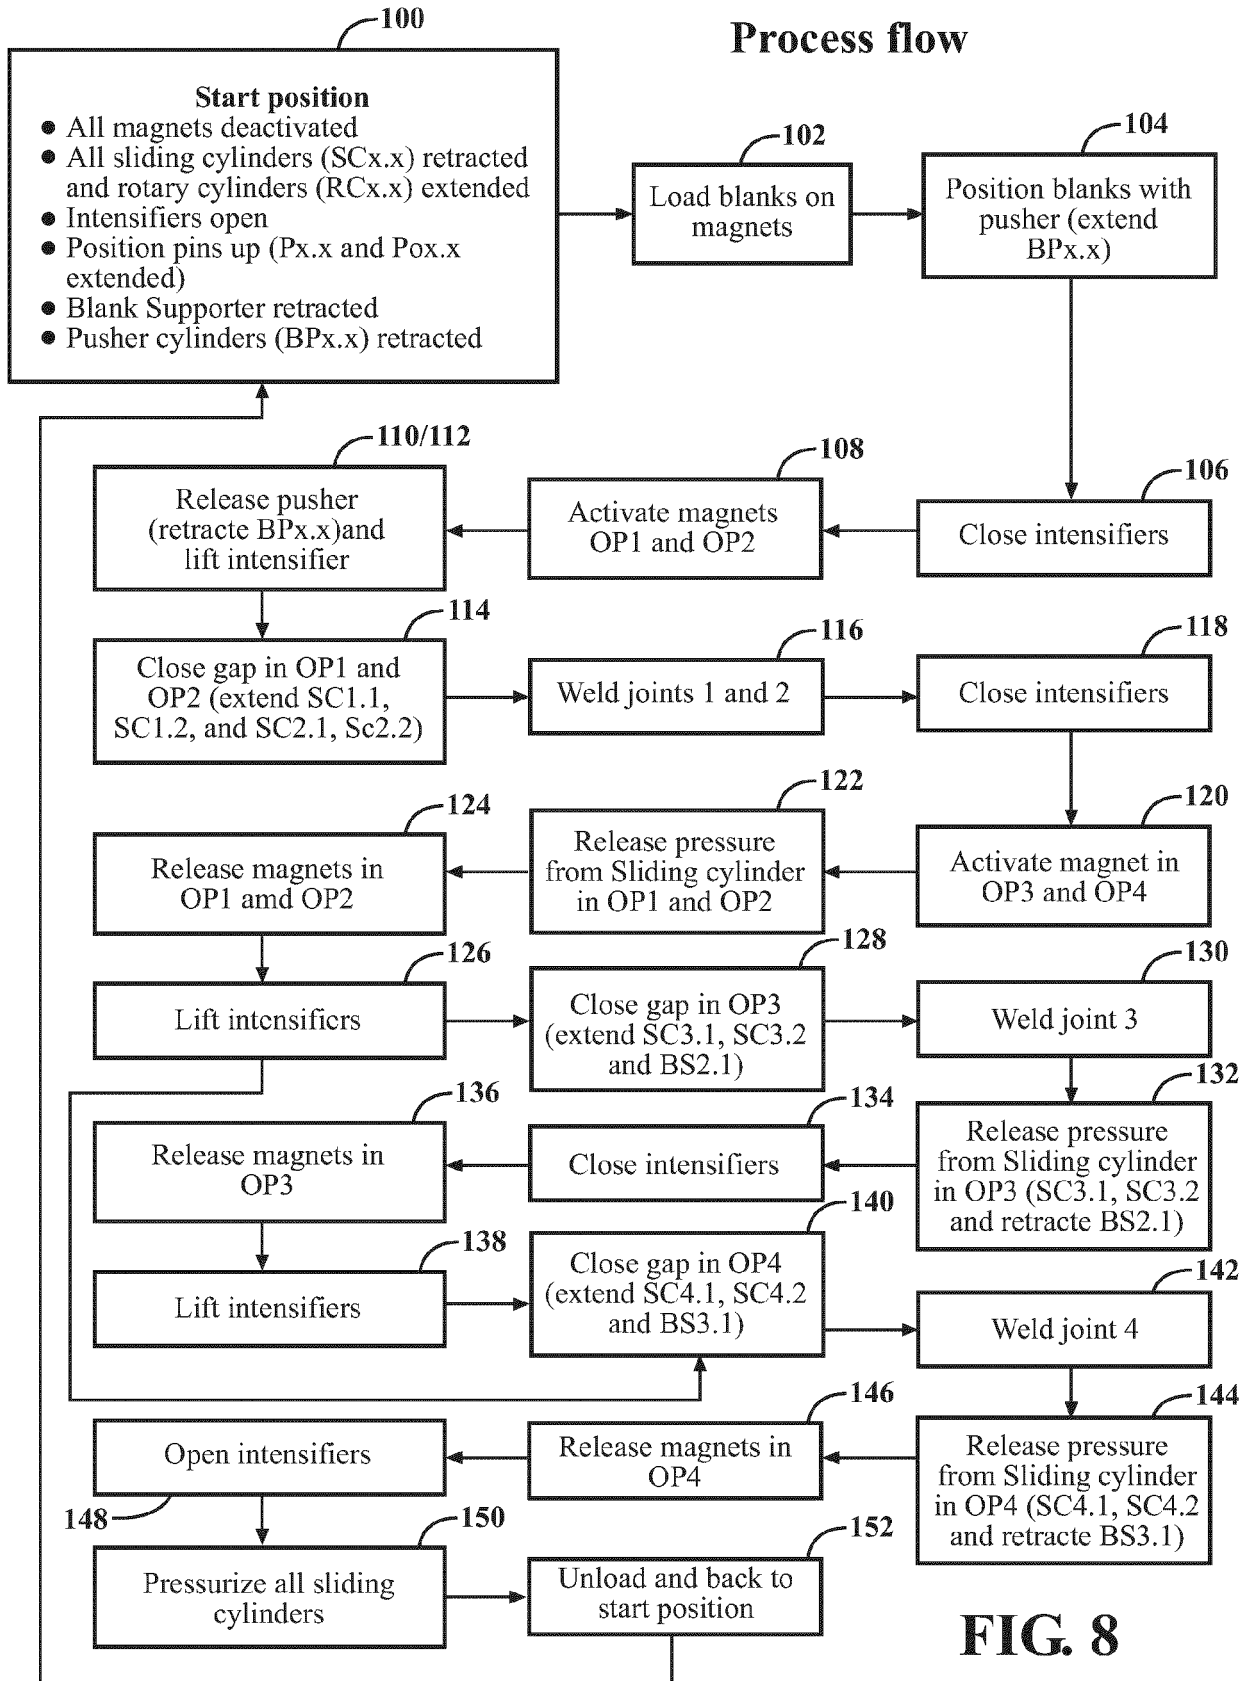 Process flow
100
Start position
● All magnets deactivated
● All sliding cylinders (SCx.x) retracted
and rotary cylinders (RCx.x) extended
● Intensifiers open
● Position pins up (Px.x and Pox.x
extended)
● Blank Supporter retracted
● Pusher cylinders (BPx.x) retracted
102
Load blanks on
magnets
104
Position blanks with
pusher (extend
BPx.x)
106
Close intensifiers
108
Activate magnets
OP1 and OP2
110/112
Release pusher
(retracte BPx.x)and
lift intensifier
114
Close gap in OP1 and
OP2 (extend SC1.1,
SC1.2, and SC2.1, Sc2.2)
116
Weld joints 1 and 2
118
Close intensifiers
120
Activate magnet in
OP3 and OP4
122
Release pressure
from Sliding cylinder
in OP1 and OP2
124
Release magnets in
OP1 amd OP2
126
Lift intensifiers
128
Close gap in OP3
(extend SC3.1, SC3.2
and BS2.1)
130
Weld joint 3
132
Release pressure
from Sliding cylinder
in OP3 (SC3.1, SC3.2
and retracte BS2.1)
134
Close intensifiers
136
Release magnets in
OP3
138
Lift intensifiers
140
Close gap in OP4
(extend SC4.1, SC4.2
and BS3.1)
142
Weld joint 4
144
Release pressure
from Sliding cylinder
in OP4 (SC4.1, SC4.2
and retracte BS3.1)
146
Release magnets in
OP4
Open intensifiers
148
150
Pressurize all sliding
cylinders
152
Unload and back to
start position
FIG. 8